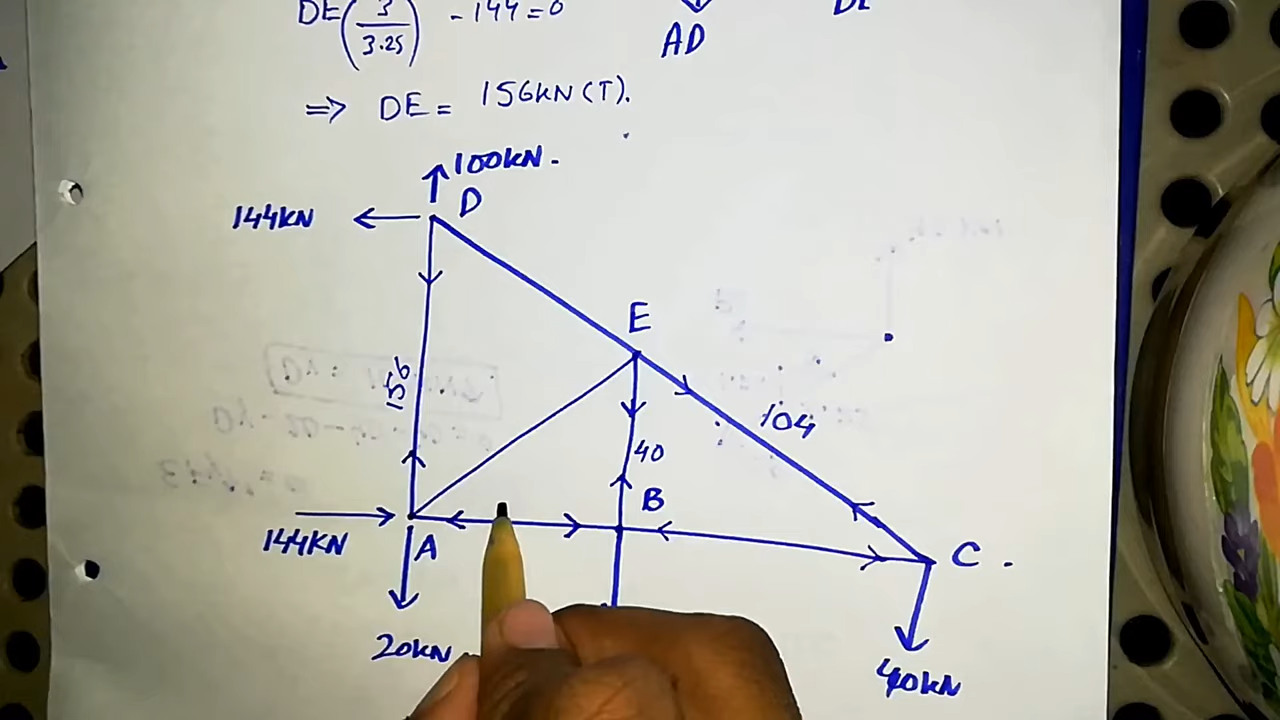 DE(3/3.25) - 144 = 0
AD
DE
⇒ DE = 156kN (T).
100kN.
144KN
D
E
156
104
40
B
144KN
A
C.
20kN
40kN